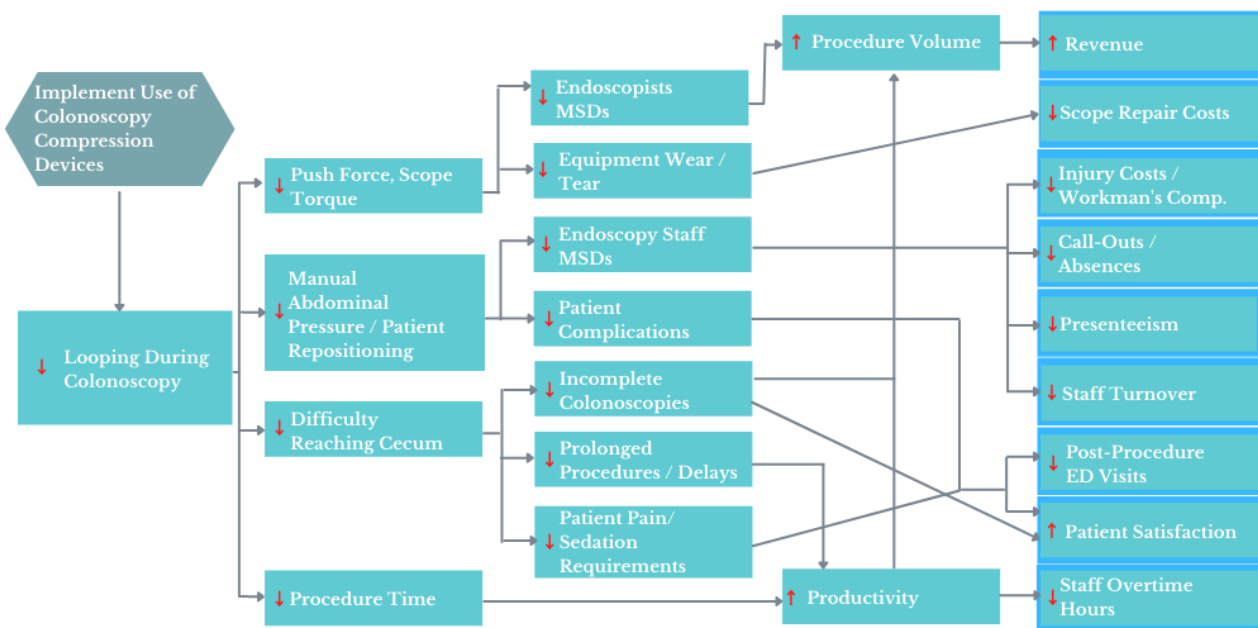 Implement Use of
Colonoscopy
Compression
Devices
↓ Looping During
Colonoscopy
↓ Push Force, Scope
Torque
↓ Manual
Abdominal
Pressure / Patient
Repositioning
↓ Difficulty
Reaching Cecum
↓ Procedure Time
↓ Endoscopists
MSDs
↓ Equipment Wear /
Tear
↓ Endoscopy Staff
MSDs
↓ Patient
Complications
↓ Incomplete
Colonoscopies
↓ Prolonged
Procedures / Delays
↓ Patient Pain/
Sedation
Requirements
↑ Procedure Volume
↑ Productivity
↑ Revenue
↓ Scope Repair Costs
↓ Injury Costs /
Workman's Comp.
↓ Call-Outs /
Absences
↓ Presenteeism
↓ Staff Turnover
↓ Post-Procedure
ED Visits
↑ Patient Satisfaction
↓ Staff Overtime
Hours